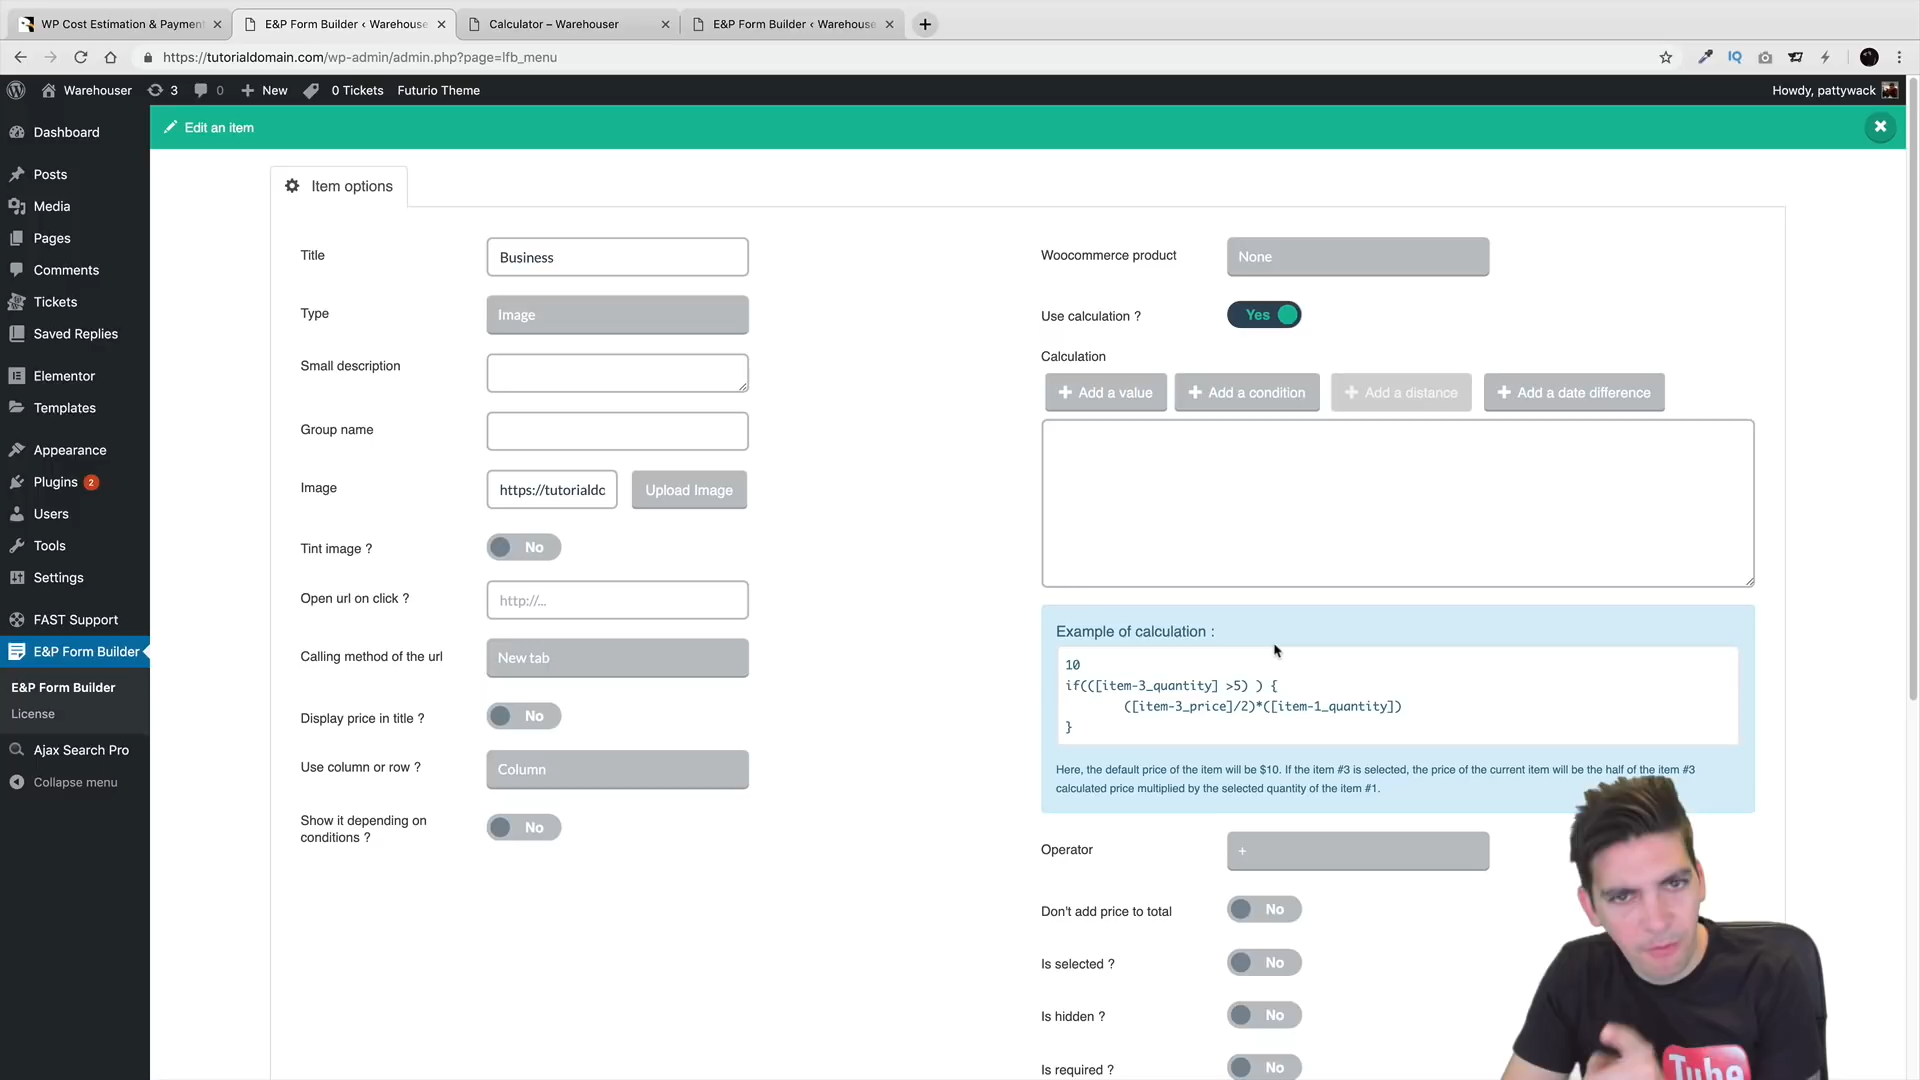 WP Cost Estimation & Payment
E&P Form Builder ‹ Warehouse
Calculator – Warehouser
E&P Form Builder ‹ Warehouse
https://tutorialdomain.com/wp-admin/admin.php?page=lfb_menu
IQ
Warehouser
3
0
New
0 Tickets
Futurio Theme
Howdy, pattywack
Dashboard
Posts
Media
Pages
Comments
Tickets
Saved Replies
Elementor
Templates
Appearance
Plugins 2
Users
Tools
Settings
FAST Support
E&P Form Builder
E&P Form Builder
License
Ajax Search Pro
Collapse menu
Edit an item
Item options
Title
Business
Type
Image
Small description
Group name
Image
https://tutorialdc
Upload Image
Tint image ?
No
Open url on click ?
http://...
Calling method of the url
New tab
Display price in title ?
No
Use column or row ?
Column
Show it depending on
conditions ?
No
Woocommerce product
None
Use calculation ?
Yes
Calculation
Add a value
Add a condition
Add a distance
Add a date difference
Example of calculation :
10
if(([item-3_quantity] >5) ) {
([item-3_price]/2)*([item-1_quantity])
}
Here, the default price of the item will be $10. If the item #3 is selected, the price of the current item will be the half of the item #3
calculated price multiplied by the selected quantity of the item #1.
Operator
+
Don't add price to total
No
Is selected ?
No
Is hidden ?
No
Is required ?
No
Tube